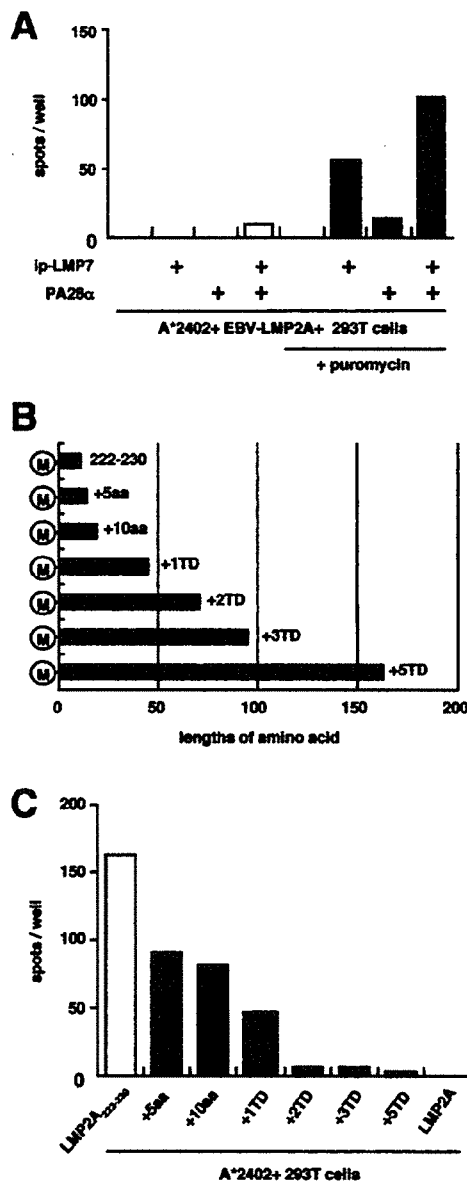 A
spots / well
150
100
50
0
ip-LMP7 + + + +
PA28α + + + +
A*2402+ EBV-LMP2A+ 293T cells
+ puromycin
B
M 222-230
M +5aa
M +10aa
M +1TD
M +2TD
M +3TD
M +5TD
0 50 100 150 200
lengths of amino acid
C
spots / well
200
150
100
50
0
LMP2A222-230 +5aa +10aa +1TD +2TD +3TD +5TD LMP2A
A*2402+ 293T cells